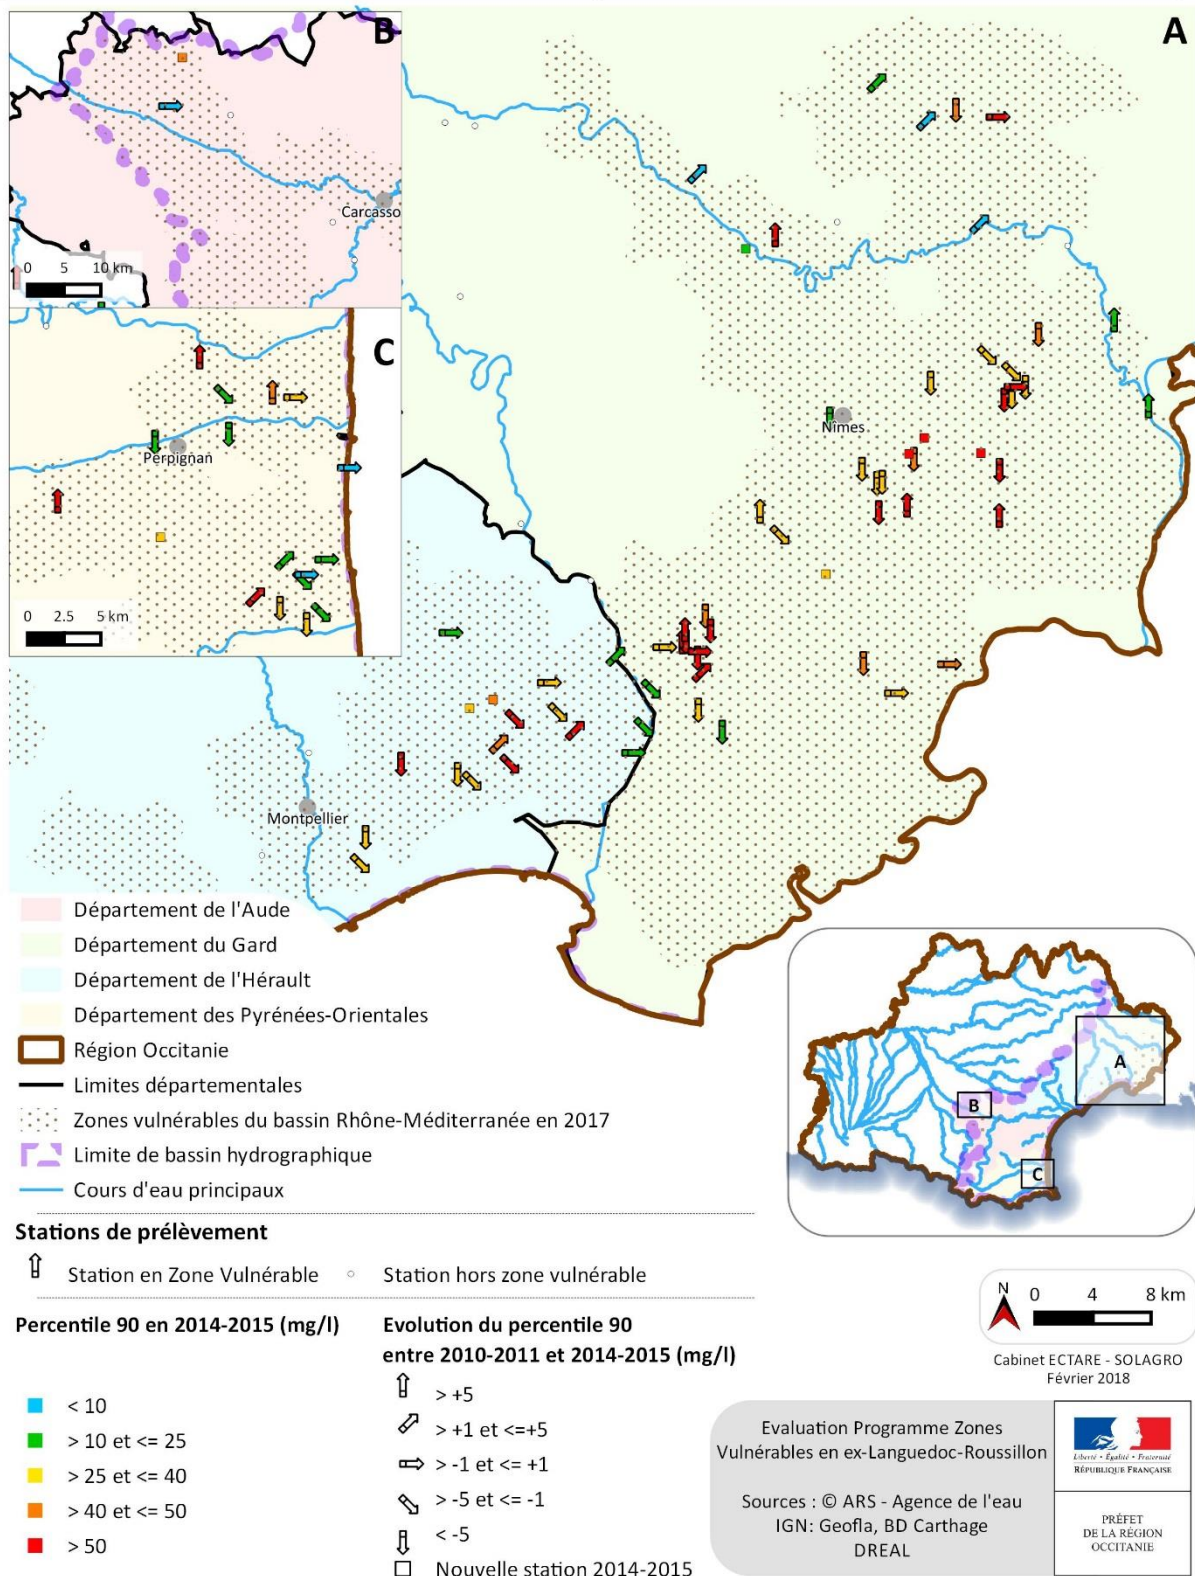 B
A
Carcasso
0 5 10 km
C
Perpignan
0 2.5 5 km
Nîmes
Montpellier
Département de l'Aude
Département du Gard
Département de l'Hérault
Département des Pyrénées-Orientales
Région Occitanie
Limites départementales
Zones vulnérables du bassin Rhône-Méditerranée en 2017
Limite de bassin hydrographique
Cours d'eau principaux
A
B
C
Stations de prélèvement
Station en Zone Vulnérable
Station hors zone vulnérable
Percentile 90 en 2014-2015 (mg/l)
< 10
> 10 et <= 25
> 25 et <= 40
> 40 et <= 50
> 50
Evolution du percentile 90
entre 2010-2011 et 2014-2015 (mg/l)
> +5
> +1 et <=+5
> -1 et <= +1
> -5 et <= -1
< -5
Nouvelle station 2014-2015
N
0 4 8 km
Cabinet ECTARE - SOLAGRO
Février 2018
Evaluation Programme Zones
Vulnérables en ex-Languedoc-Roussillon
Sources : © ARS - Agence de l'eau
IGN: Geofla, BD Carthage
DREAL
Liberté • Égalité • Fraternité
RÉPUBLIQUE FRANÇAISE
PRÉFET
DE LA RÉGION
OCCITANIE